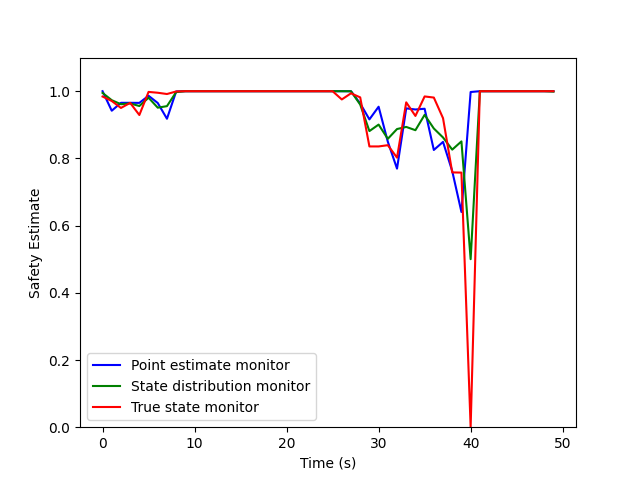 1.0
0.8
0.6
0.4
0.2
0.0
Safety Estimate
Point estimate monitor
State distribution monitor
True state monitor
0 10 20 30 40 50
Time (s)